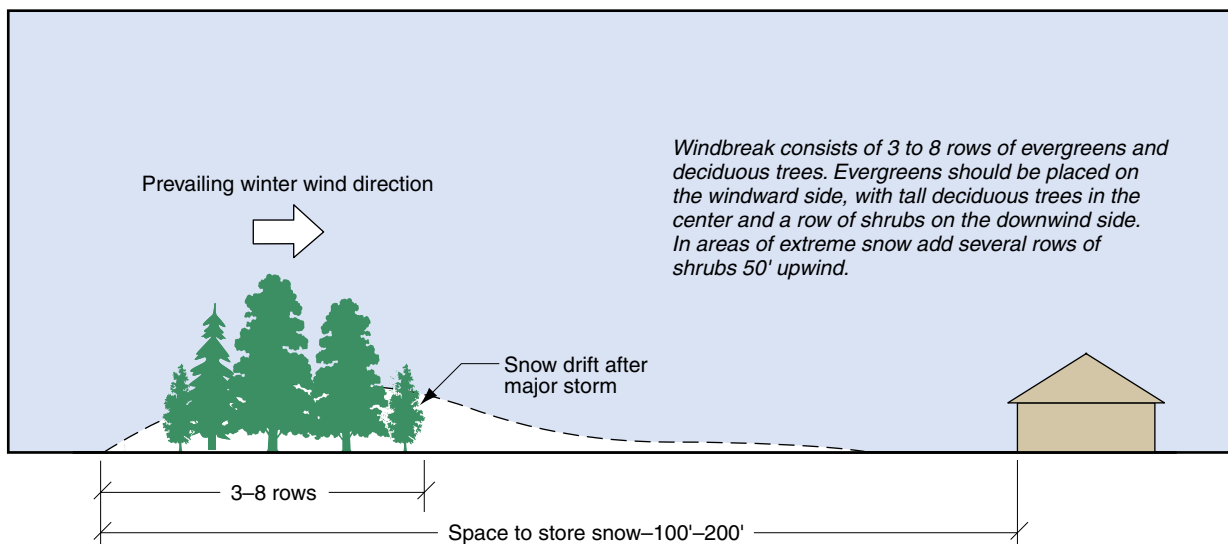 Prevailing winter wind direction
Windbreak consists of 3 to 8 rows of evergreens and
deciduous trees. Evergreens should be placed on
the windward side, with tall deciduous trees in the
center and a row of shrubs on the downwind side.
In areas of extreme snow add several rows of
shrubs 50' upwind.
Snow drift after
major storm
3–8 rows
Space to store snow–100'–200'